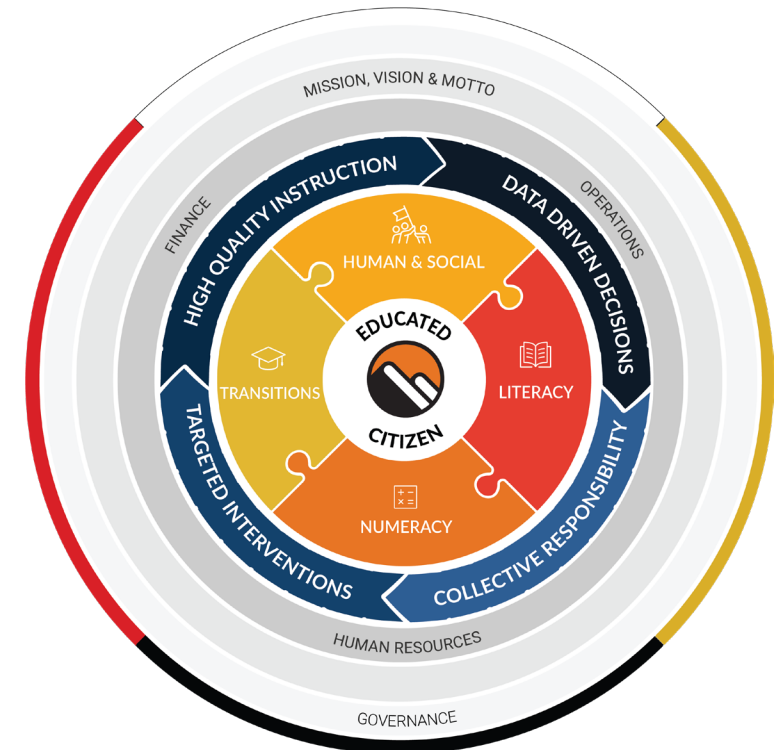 MISSION, VISION & MOTTO
FINANCE
OPERATIONS
HIGH QUALITY INSTRUCTION
DATA DRIVEN DECISIONS
HUMAN & SOCIAL
EDUCATED
TRANSITIONS
LITERACY
CITIZEN
NUMERACY
TARGETED INTERVENTIONS
COLLECTIVE RESPONSIBILITY
HUMAN RESOURCES
GOVERNANCE